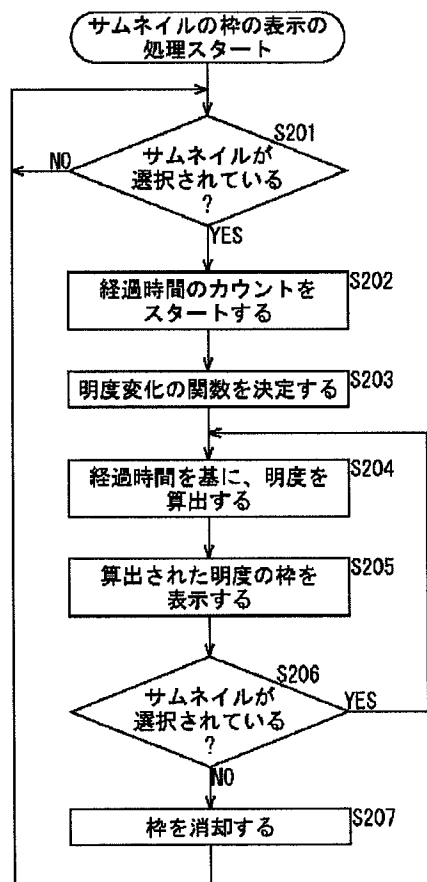 サムネイルの枠の表示の
処理スタート
S201
NO
サムネイルが
選択されている
?
YES
S202
経過時間のカウントを
スタートする
S203
明度変化の関数を決定する
S204
経過時間を基に、明度を
算出する
S205
算出された明度の枠を
表示する
S206
サムネイルが
選択されている
?
YES
NO
S207
枠を消却する